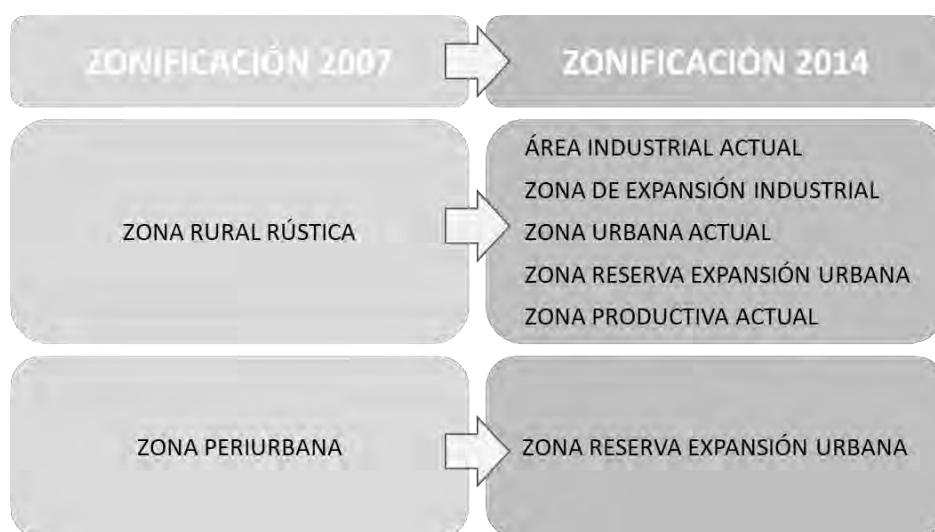 ZONIFICACIÓN 2007
ZONIFICACIÓN 2014
ZONA RURAL RÚSTICA
ÁREA INDUSTRIAL ACTUAL
ZONA DE EXPANSIÓN INDUSTRIAL
ZONA URBANA ACTUAL
ZONA RESERVA EXPANSIÓN URBANA
ZONA PRODUCTIVA ACTUAL
ZONA PERIURBANA
ZONA RESERVA EXPANSIÓN URBANA